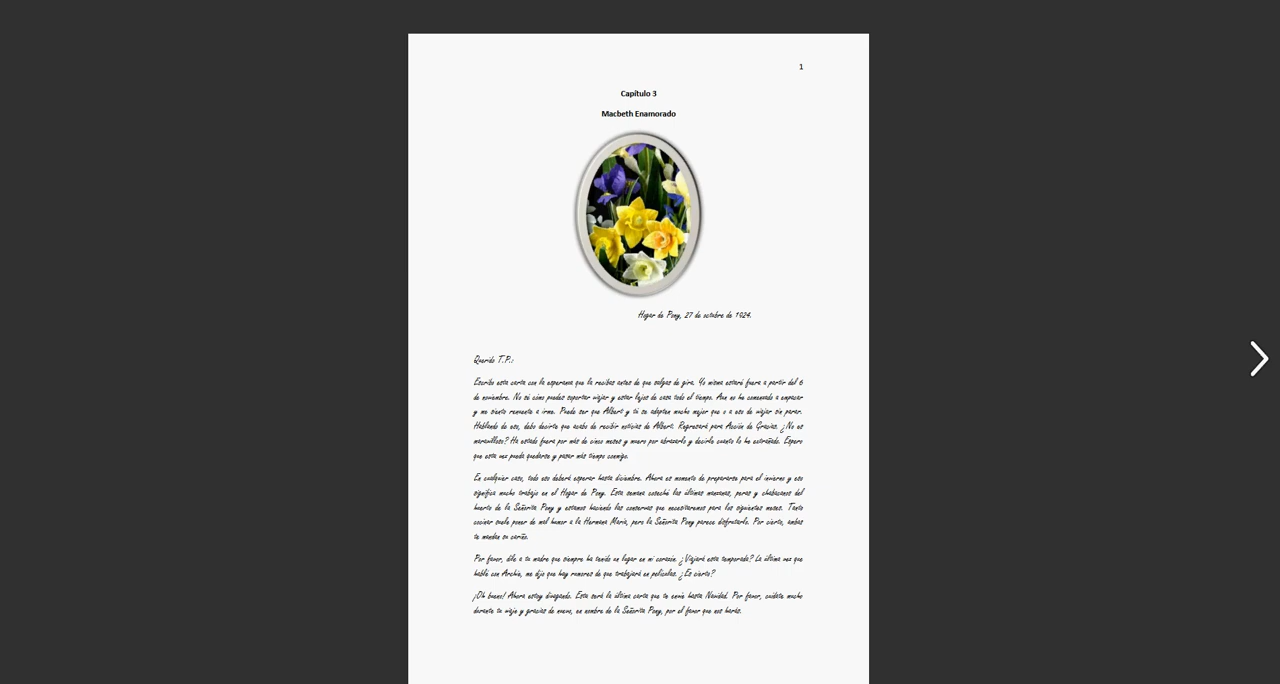 1
Capítulo 3
Macbeth Enamorado
Hogar de Pony, 27 de octubre de 1924.
Querido T.P.:
Escribo esta carta con la esperanza que la recibas antes de que salgas de gira. Yo misma estaré fuera a partir del 6
de noviembre. No sé cómo puedes soportar viajar y estar lejos de casa todo el tiempo. Aun no he comenzado a empacar
y me siento renuente a irme. Puede ser que Albert y tú se adapten mucho mejor que o a eso de viajar sin parar.
Hablando de eso, debo decirte que acabo de recibir noticias de Albert. Regresará para Acción de Gracias. ¿No es
maravilloso? Ha estado fuera por más de cinco meses y muero por abrazarlo y decirle cuanto lo he extrañado. Espero
que esta vez pueda quedarse y pasar más tiempo conmigo.
En cualquier caso, todo eso deberá esperar hasta diciembre. Ahora es momento de prepararse para el invierno y eso
significa mucho trabajo en el Hogar de Pony. Esta semana coseché las últimas manzanas, peras y chabacanos del
huerto de la Señorita Pony y estamos haciendo las conservas que necesitaremos para los siguientes meses. Tanto
cocinar suele poner de mal humor a la Hermana María, pero la Señorita Pony parece disfrutarlo. Por cierto, ambas
te mandan su cariño.
Por favor, dile a tu madre que siempre ha tenido un lugar en mi corazón. ¿Viajará esta temporada? La última vez que
hablé con Archie, me dijo que hay rumores de que trabajará en películas. ¿Es cierto?
¡Oh bueno! Ahora estoy divagando. Esta será la última carta que te envíe hasta Navidad. Por favor, cuídate mucho
durante tu viaje y gracias de nuevo, en nombre de la Señorita Pony, por el favor que nos harás.